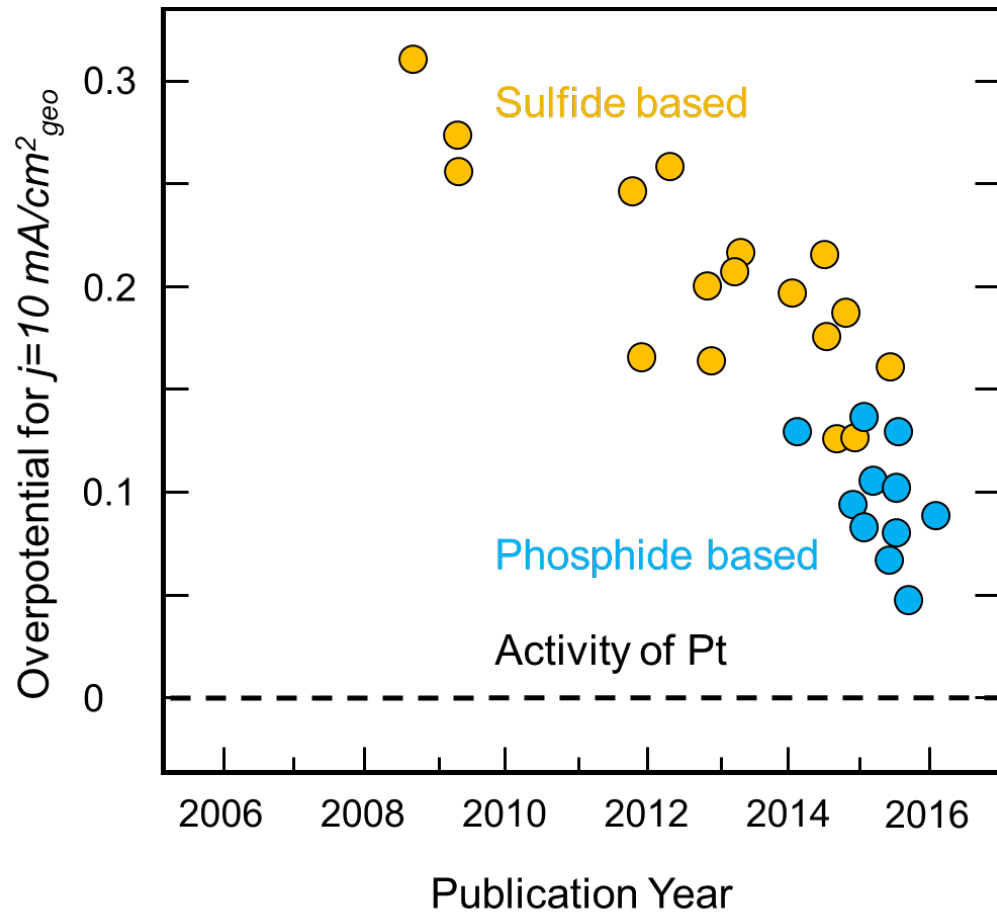 Overpotential for j=10 mA/cm²geo
0.3
0.2
0.1
0
Sulfide based
Phosphide based
Activity of Pt
2006 2008 2010 2012 2014 2016
Publication Year